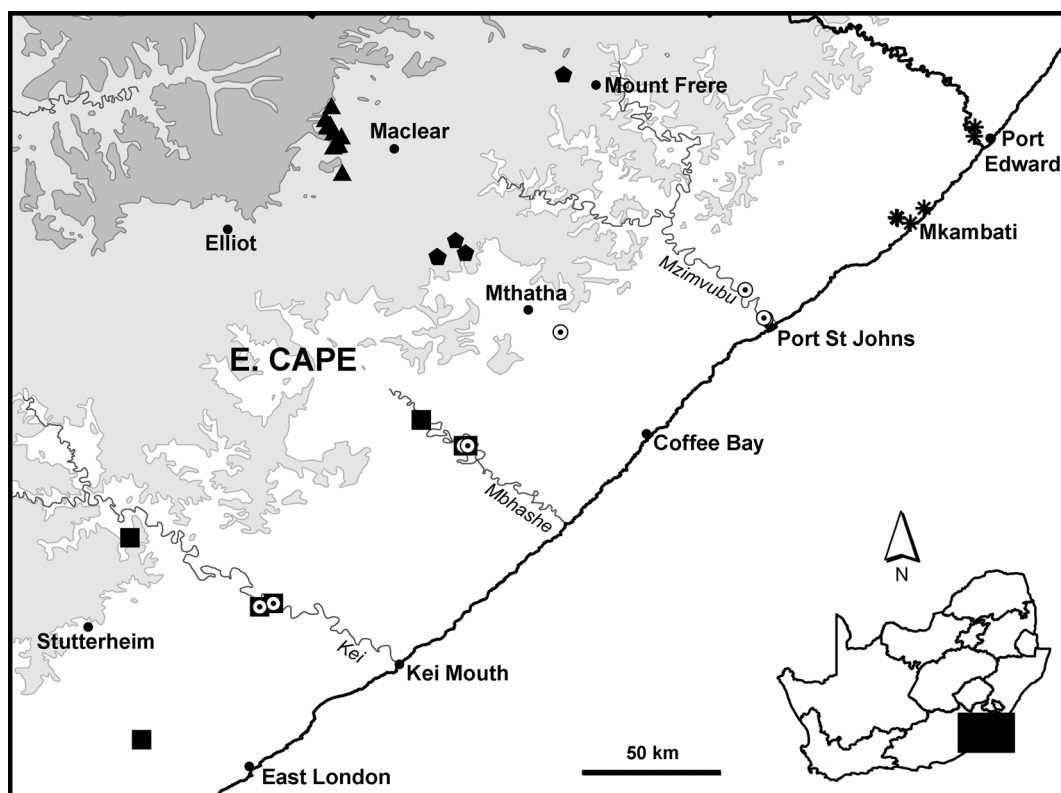 Mount Frere
Maclear
Port
Edward
Elliot
Mkambati
Mzimvubu
Mthatha
Port St Johns
E. CAPE
Coffee Bay
Mbhashe
N
Stutterheim
Kei
Kei Mouth
50 km
East London